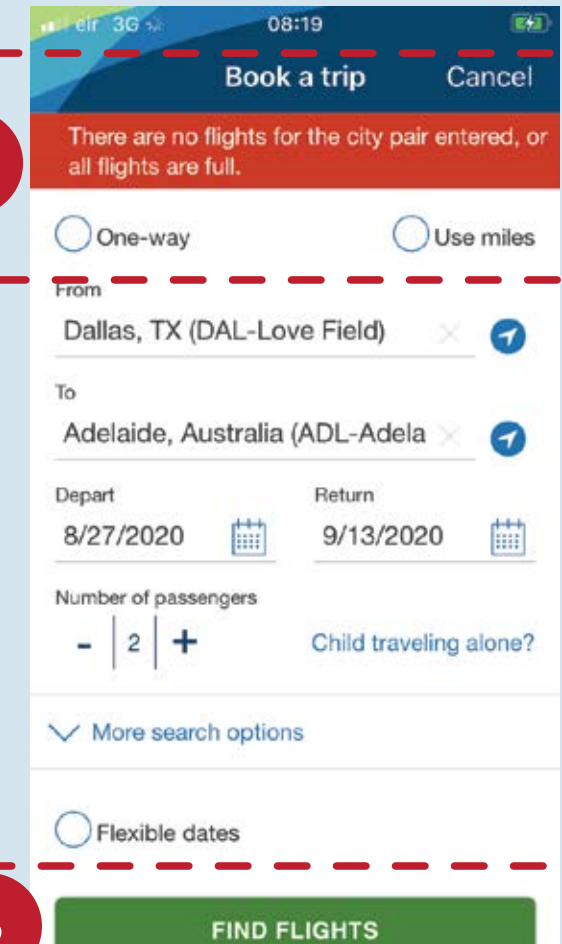 eir 3G 08:19
Book a trip Cancel
There are no flights for the city pair entered, or
all flights are full.
One-way Use miles
From
Dallas, TX (DAL-Love Field)
To
Adelaide, Australia (ADL-Adela
Depart Return
8/27/2020 9/13/2020
Number of passengers
- 2 + Child traveling alone?
More search options
Flexible dates
FIND FLIGHTS